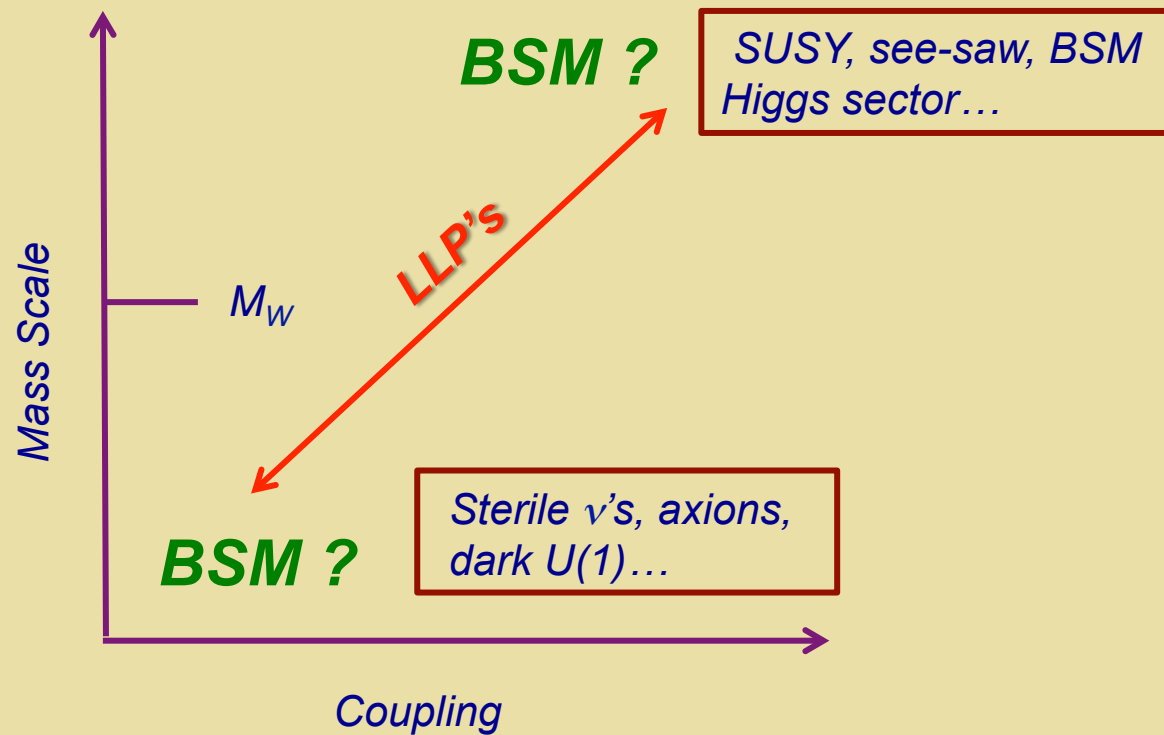 BSM ?
SUSY, see-saw, BSM
Higgs sector…
LLP's
Mass Scale
M_W
Sterile ν's, axions,
dark U(1)…
BSM ?
Coupling